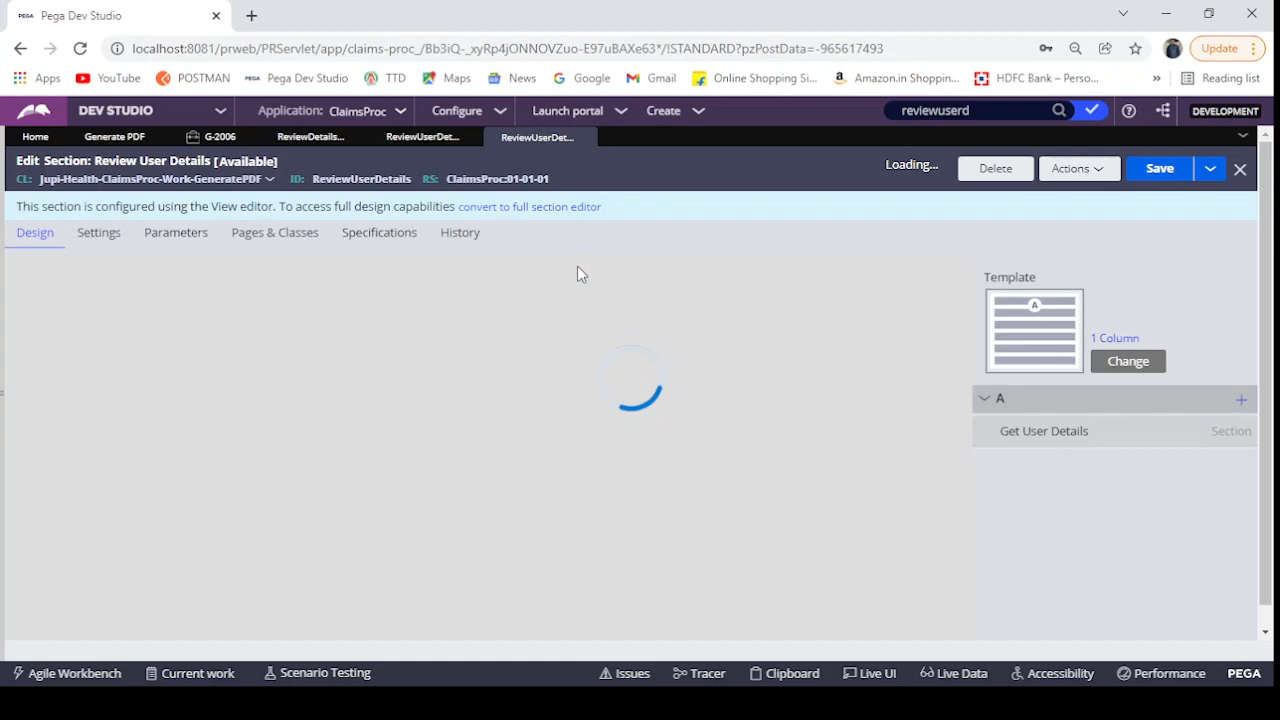 PEGA Pega Dev Studio
localhost:8081/prweb/PRServlet/app/claims-proc_/Bb3iQ-_xyRp4jONNOVZuo-E97uBAXe63*/!STANDARD?pzPostData=-965617493 Update
Apps YouTube POSTMAN PEGA Pega Dev Studio TTD Maps News Google Gmail Online Shopping Si... Amazon.in Shoppin... HDFC Bank – Perso... » Reading list
DEV STUDIO Application: ClaimsProc Configure Launch portal Create reviewuserd DEVELOPMENT
Home Generate PDF G-2006 ReviewDetails... ReviewUserDet... ReviewUserDet...
Edit Section: Review User Details [Available] Loading... Delete Actions Save
CL: Jupi-Health-ClaimsProc-Work-GeneratePDF ID: ReviewUserDetails RS: ClaimsProc:01-01-01
This section is configured using the View editor. To access full design capabilities convert to full section editor
Design Settings Parameters Pages & Classes Specifications History
Template
A
1 Column
Change
A
Get User Details Section
Agile Workbench Current work Scenario Testing Issues Tracer Clipboard Live UI Live Data Accessibility Performance PEGA